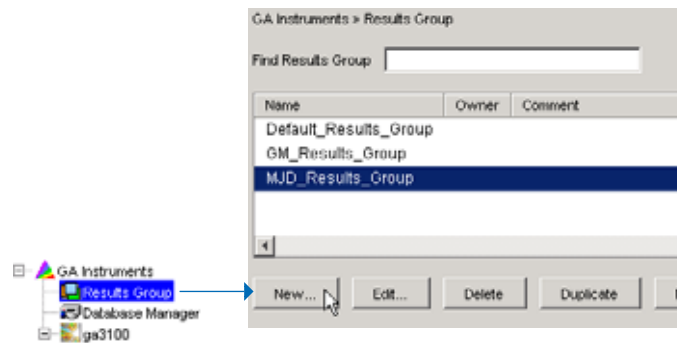 GA Instruments » Results Group
Find Results Group
Name Owner Comment
Default_Results_Group
GM_Results_Group
MJD_Results_Group
New... Edit... Delete Duplicate
GA Instruments
Results Group
Database Manager
ga3100